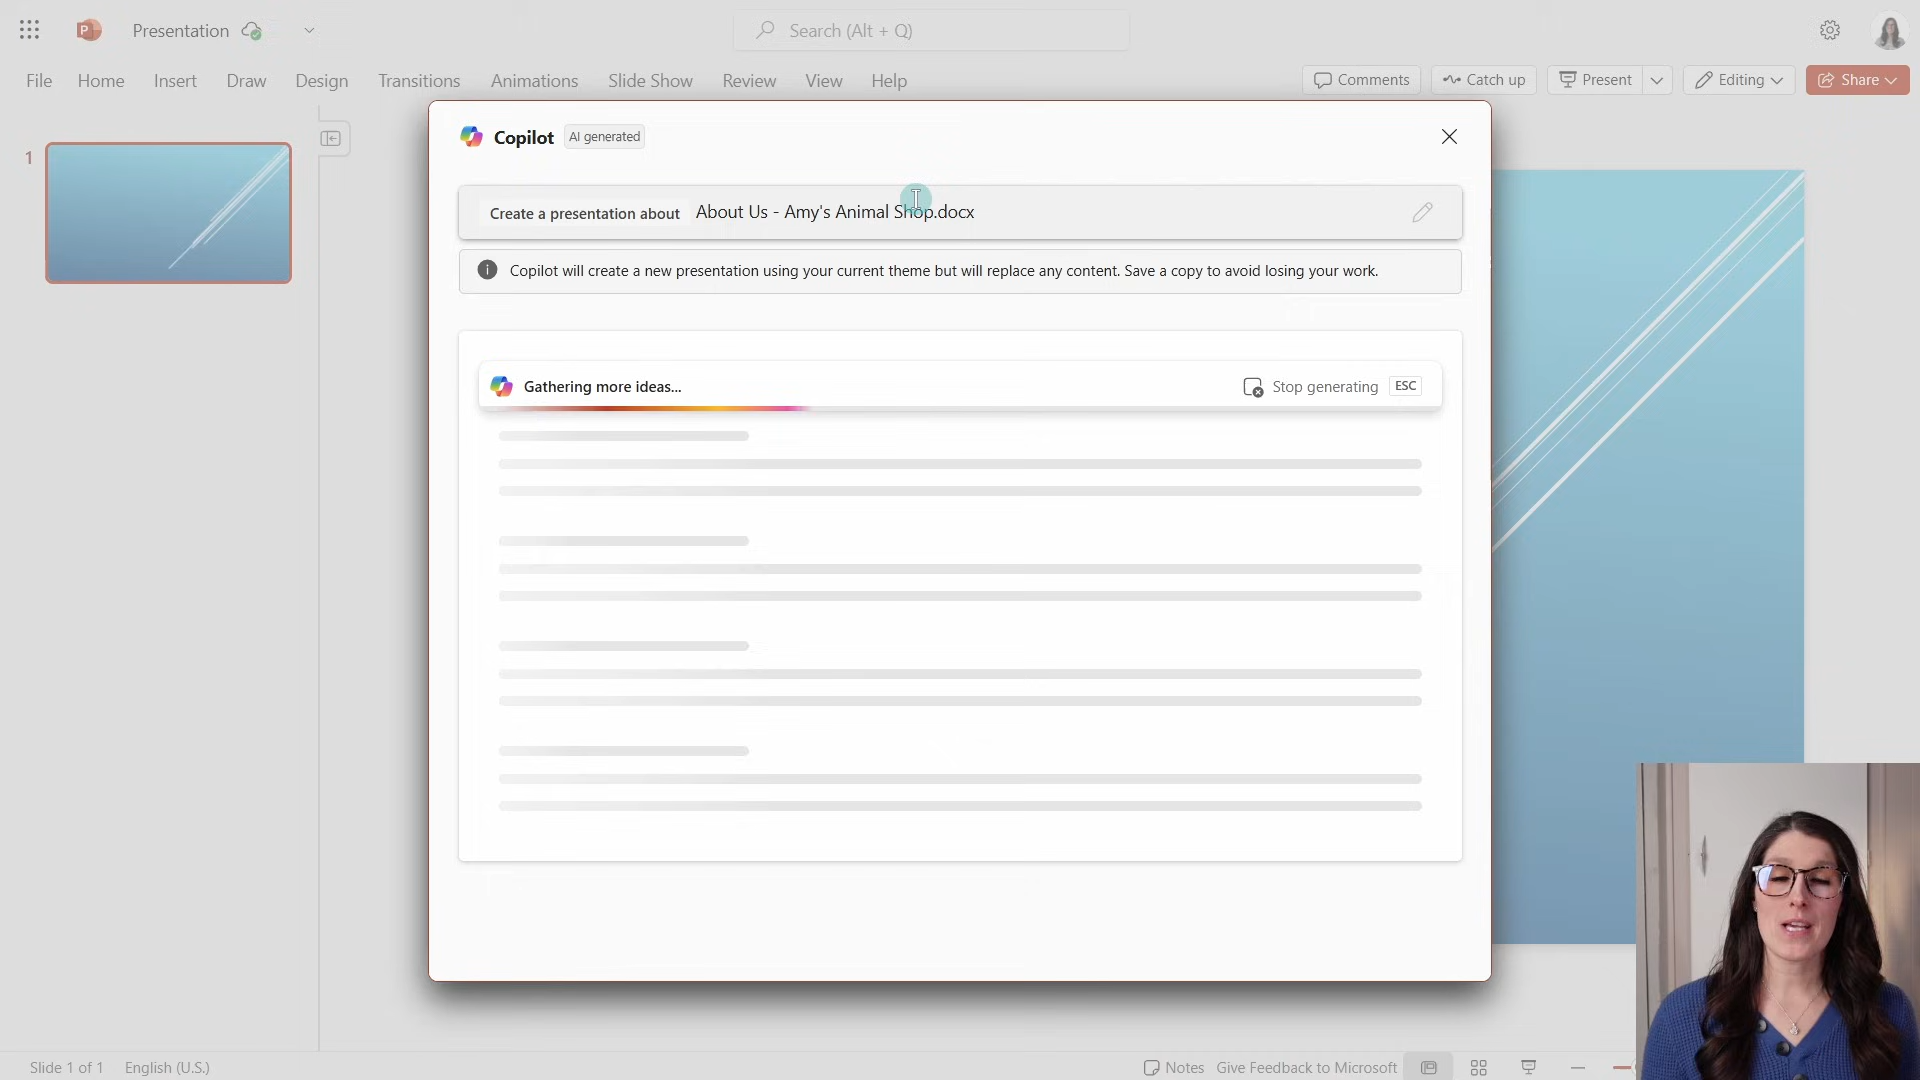 P Presentation
Search (Alt + Q)
File Home Insert Draw Design Transitions Animations Slide Show Review View Help
Comments Catch up Present Editing Share
1
Copilot AI generated
Create a presentation about About Us - Amy's Animal Shop.docx
Copilot will create a new presentation using your current theme but will replace any content. Save a copy to avoid losing your work.
Gathering more ideas...
Stop generating ESC
Slide 1 of 1 English (U.S.)
Notes Give Feedback to Microsoft